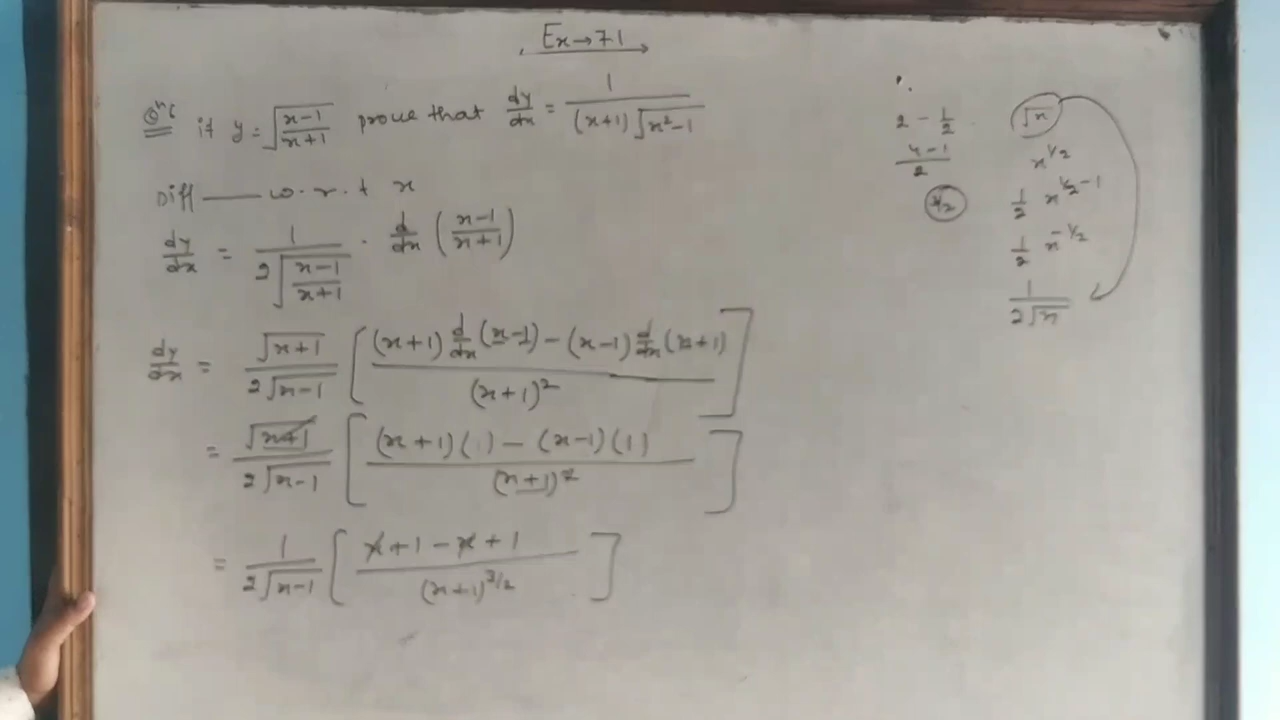 Ex→71
Qn6 if y = √((x-1)/(x+1)) prove that dy/dx = 1/((x+1)√(x²-1))
Diff —— w.r.t x
dy/dx = 1/(2√((x-1)/(x+1))) · d/dx ((x-1)/(x+1))
dy/dx = √(x+1)/(2√(x-1)) [((x+1) d/dx (x-1) - (x-1) d/dx (x+1))/(x+1)²]
= √(x+1)/(2√(x-1)) [((x+1)(1) - (x-1)(1))/(x+1)²]
= 1/(2√(x-1)) [(x+1-x+1)/(x+1)^(3/2)]
2 - 1/2
(4-1)/2
3/2
√x
x^(1/2)
1/2 x^(1/2-1)
1/2 x^(-1/2)
1/(2√x)